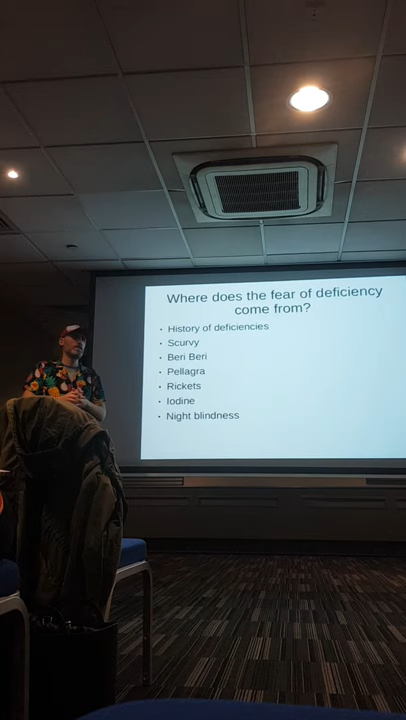 Where does the fear of deficiency
come from?
• History of deficiencies
• Scurvy
• Beri Beri
• Pellagra
• Rickets
• Iodine
• Night blindness